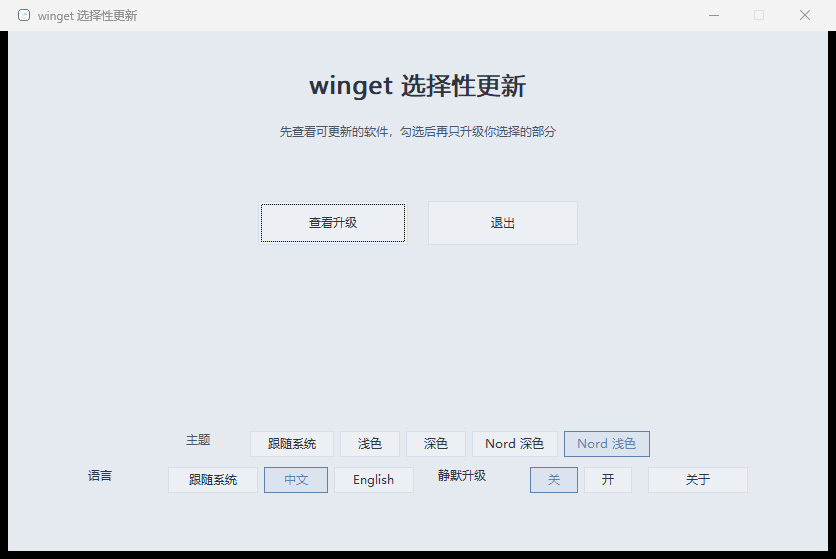 winget 选择性更新
winget 选择性更新
先查看可更新的软件，勾选后再只升级你选择的部分
查看升级 退出
主题 跟随系统 浅色 深色 Nord 深色 Nord 浅色
语言 跟随系统 中文 English 静默升级 关 开 关于